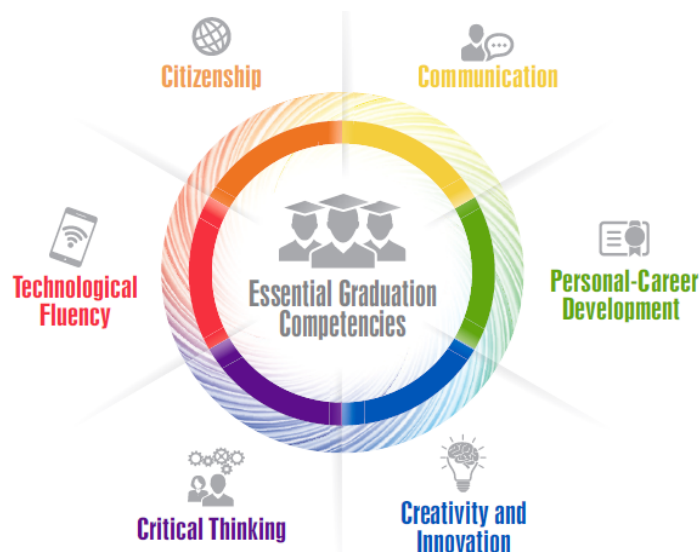 Citizenship
Communication
Technological
Fluency
Essential Graduation
Competencies
Personal-Career
Development
Critical Thinking
Creativity and
Innovation